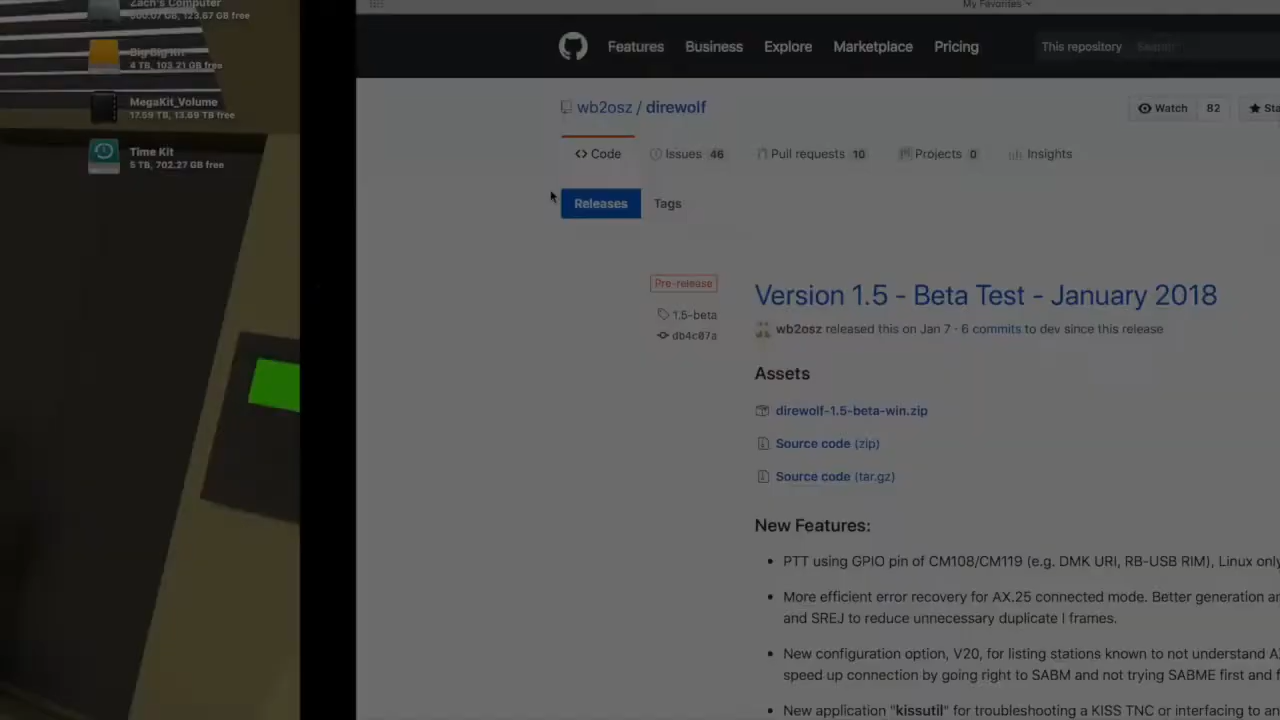 Zach's Computer
500.07 GB, 123.67 GB free
Big Big Kit
4 TB, 103.21 GB free
MegaKit_Volume
17.59 TB, 13.69 TB free
Time Kit
5 TB, 702.27 GB free
My Favorites
Features Business Explore Marketplace Pricing This repository Search
wb2osz / direwolf Watch 82 Sta
Code Issues 46 Pull requests 10 Projects 0 Insights
Releases Tags
Pre-release
1.5-beta
db4c07a
Version 1.5 - Beta Test - January 2018
wb2osz released this on Jan 7 · 6 commits to dev since this release
Assets
direwolf-1.5-beta-win.zip
Source code (zip)
Source code (tar.gz)
New Features:
• PTT using GPIO pin of CM108/CM119 (e.g. DMK URI, RB-USB RIM), Linux only
• More efficient error recovery for AX.25 connected mode. Better generation an
and SREJ to reduce unnecessary duplicate I frames.
• New configuration option, V20, for listing stations known to not understand AX
speed up connection by going right to SABM and not trying SABME first and f
• New application "kissutil" for troubleshooting a KISS TNC or interfacing to an